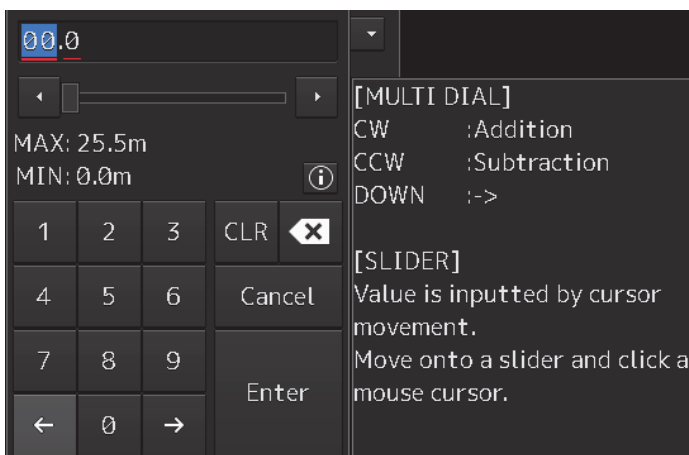 00.0
MAX: 25.5m
MIN: 0.0m
1 2 3 CLR
4 5 6 Cancel
7 8 9 Enter
← 0 →
[MULTI DIAL]
CW :Addition
CCW :Subtraction
DOWN :->
[SLIDER]
Value is inputted by cursor
movement.
Move onto a slider and click a
mouse cursor.